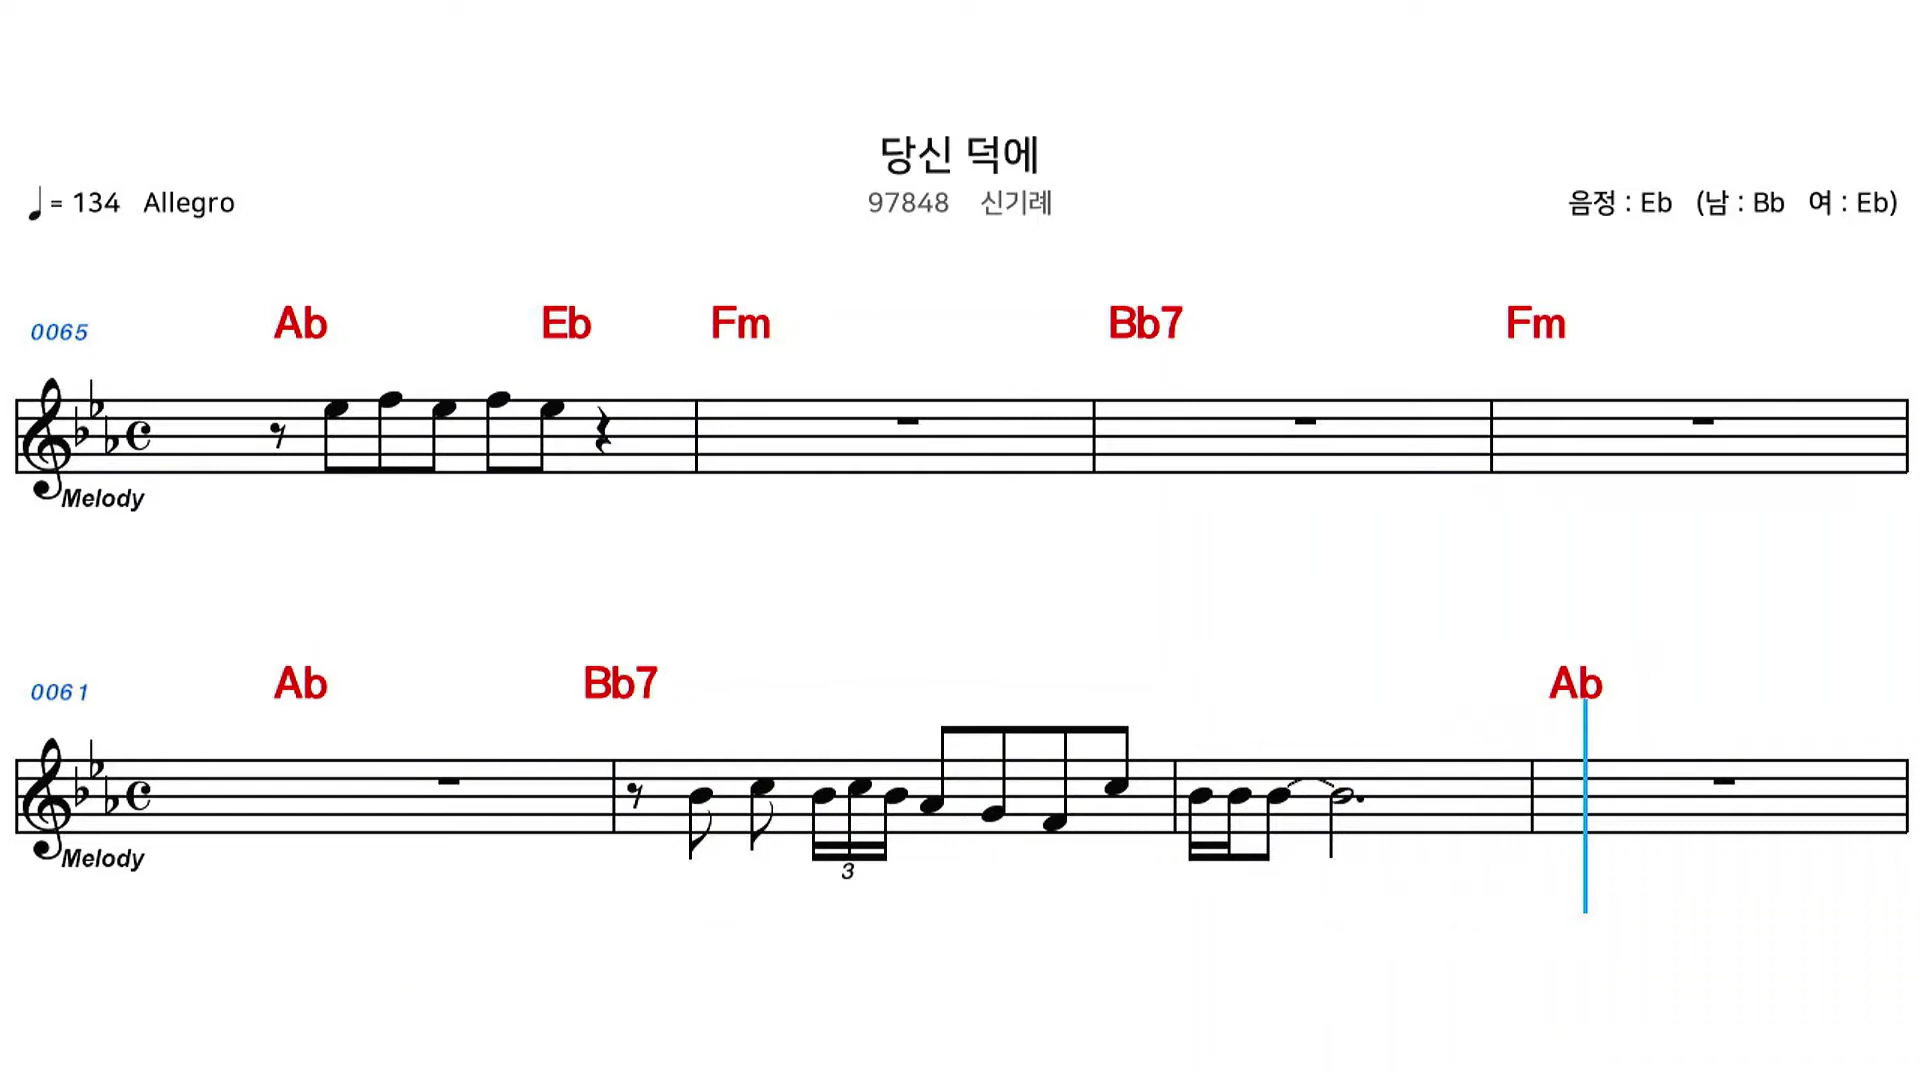 당신 덕에
♩ = 134 Allegro 97848 신기례 음정 : Eb (남 : Bb 여 : Eb)
0065 Ab Eb Fm Bb7 Fm
Melody
0061 Ab Bb7 Ab
Melody
3